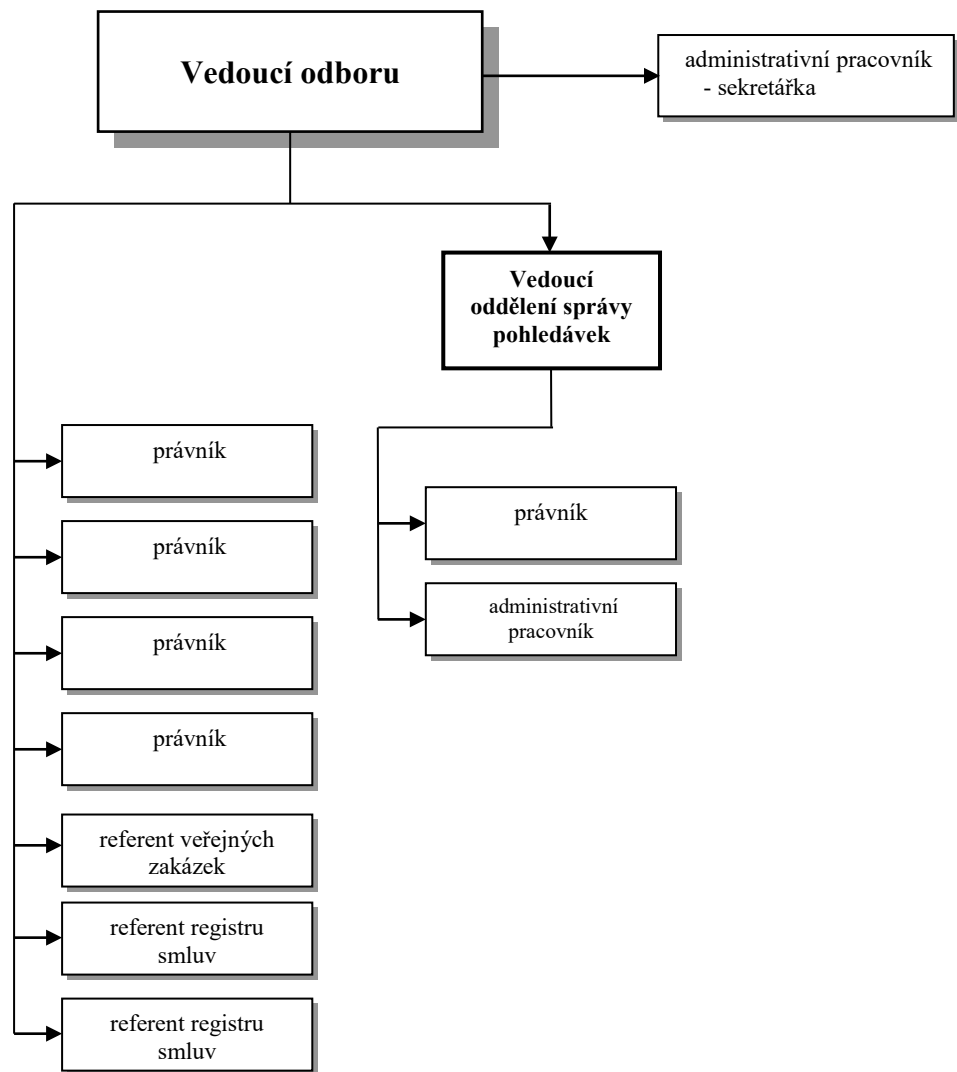 Vedoucí odboru
administrativní pracovník
- sekretářka
Vedoucí
oddělení správy
pohledávek
právník
právník
právník
právník
referent veřejných
zakázek
referent registru
smluv
referent registru
smluv
právník
administrativní
pracovník